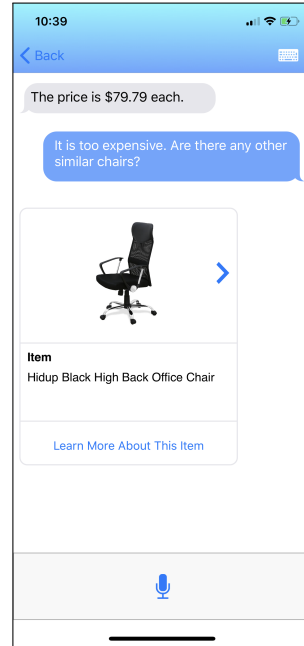 10:39
Back
The price is $79.79 each.
It is too expensive. Are there any other
similar chairs?
Item
Hidup Black High Back Office Chair
Learn More About This Item